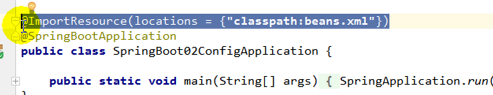 @ImportResource(locations = {"classpath:beans.xml"})
@SpringBootApplication
public class SpringBoot02ConfigApplication {
public static void main(String[] args) { SpringApplication.run(